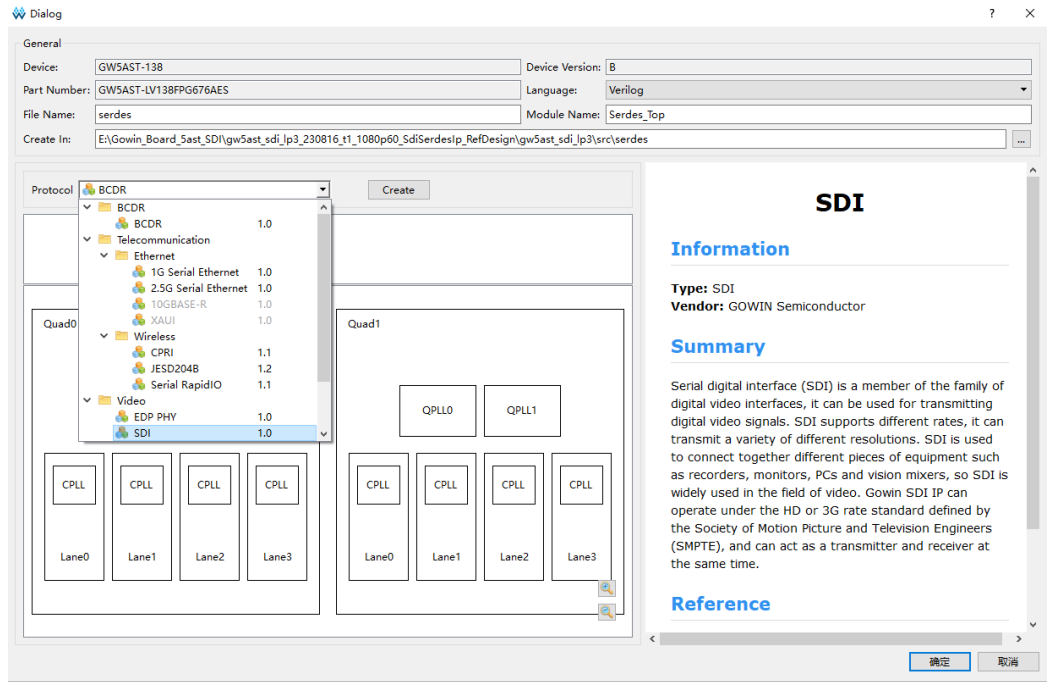 Dialog
?
General
Device: GW5AST-138 Device Version: B
Part Number: GW5AST-LV138FPG676AES Language: Verilog
File Name: serdes Module Name: Serdes_Top
Create In: E:\Gowin_Board_5ast_SDI\gw5ast_sdi_lp3_230816_t1_1080p60_SdiSerdesIp_RefDesign\gw5ast_sdi_lp3\src\serdes ...
Protocol BCDR Create
BCDR
BCDR 1.0
Telecommunication
Ethernet
1G Serial Ethernet 1.0
2.5G Serial Ethernet 1.0
10GBASE-R 1.0
XAUI 1.0
Wireless
CPRI 1.1
JESD204B 1.2
Serial RapidIO 1.1
Video
EDP PHY 1.0
SDI 1.0
Quad0
CPLL CPLL CPLL CPLL
Lane0 Lane1 Lane2 Lane3
Quad1
QPLL0 QPLL1
CPLL CPLL CPLL CPLL
Lane0 Lane1 Lane2 Lane3
SDI
Information
Type: SDI
Vendor: GOWIN Semiconductor
Summary
Serial digital interface (SDI) is a member of the family of
digital video interfaces, it can be used for transmitting
digital video signals. SDI supports different rates, it can
transmit a variety of different resolutions. SDI is used
to connect together different pieces of equipment such
as recorders, monitors, PCs and vision mixers, so SDI is
widely used in the field of video. Gowin SDI IP can
operate under the HD or 3G rate standard defined by
the Society of Motion Picture and Television Engineers
(SMPTE), and can act as a transmitter and receiver at
the same time.
Reference
确定 取消